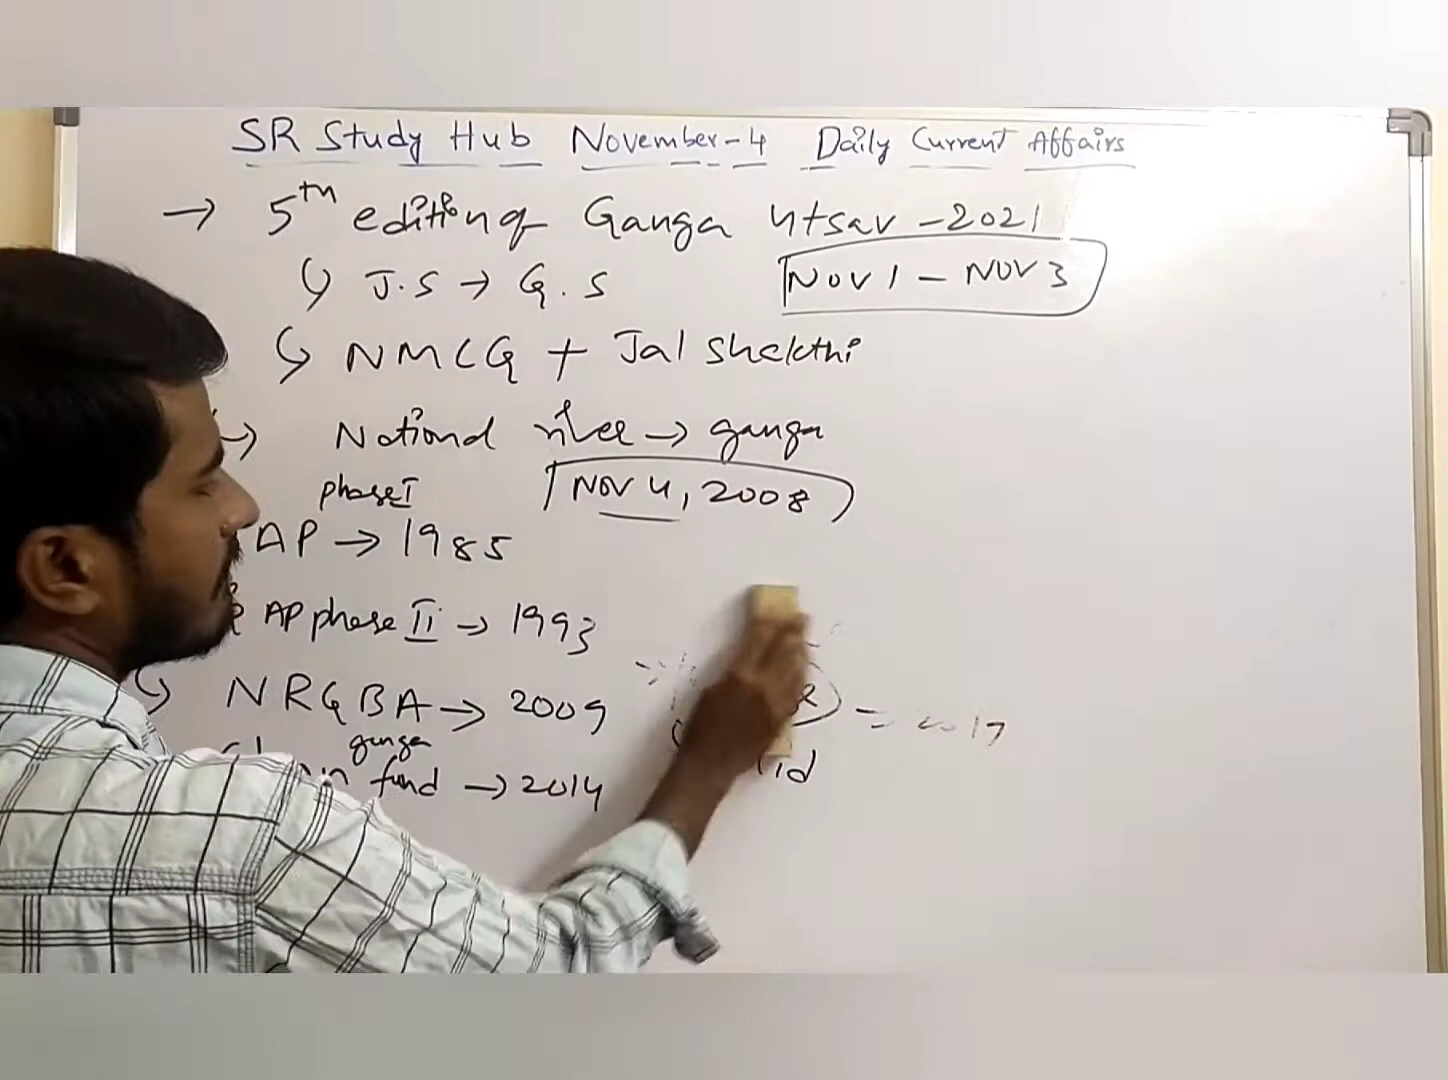 SR Study Hub November-4 Daily Current Affairs
→ 5th edition of Ganga Utsav - 2021
↳ J.S → G.S NOV 1 - NOV 3
↳ NMCG + Jal Shakthi
→ National river → ganga
phase I NOV 4, 2008
AP → 1985
AP phase II → 1993
↳ NRGBA → 2009
ganga
fund → 2014
2017